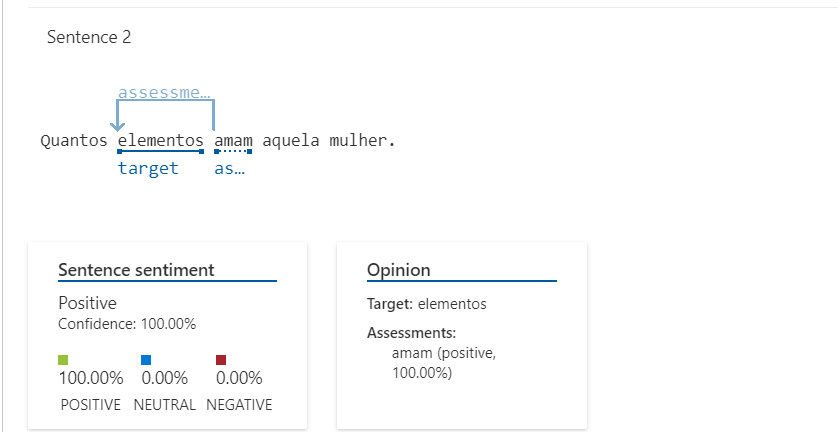 Sentence 2
assessme…
Quantos elementos amam aquela mulher.
target as…
Sentence sentiment
Positive
Confidence: 100.00%
100.00% 0.00% 0.00%
POSITIVE NEUTRAL NEGATIVE
Opinion
Target: elementos
Assessments:
amam (positive,
100.00%)